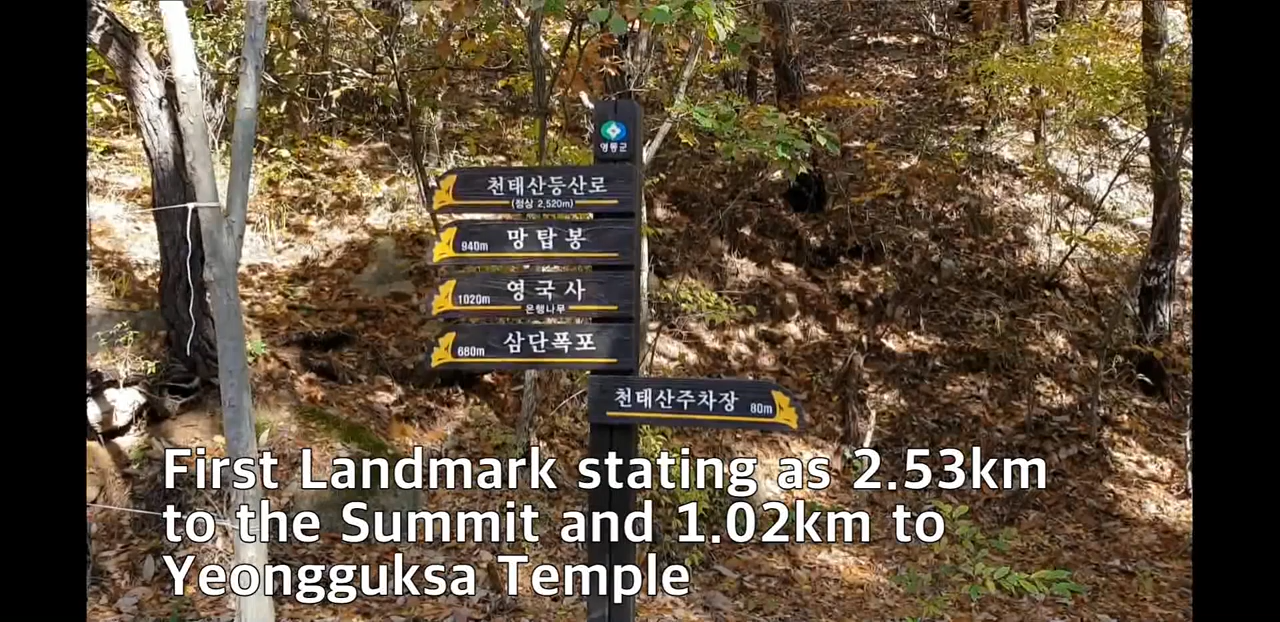 영동군
천태산등산로
(정상 2,520m)
940m 망탑봉
1020m 영국사
은행나무
680m 삼단폭포
천태산주차장 80m
First Landmark stating as 2.53km
to the Summit and 1.02km to
Yeongguksa Temple